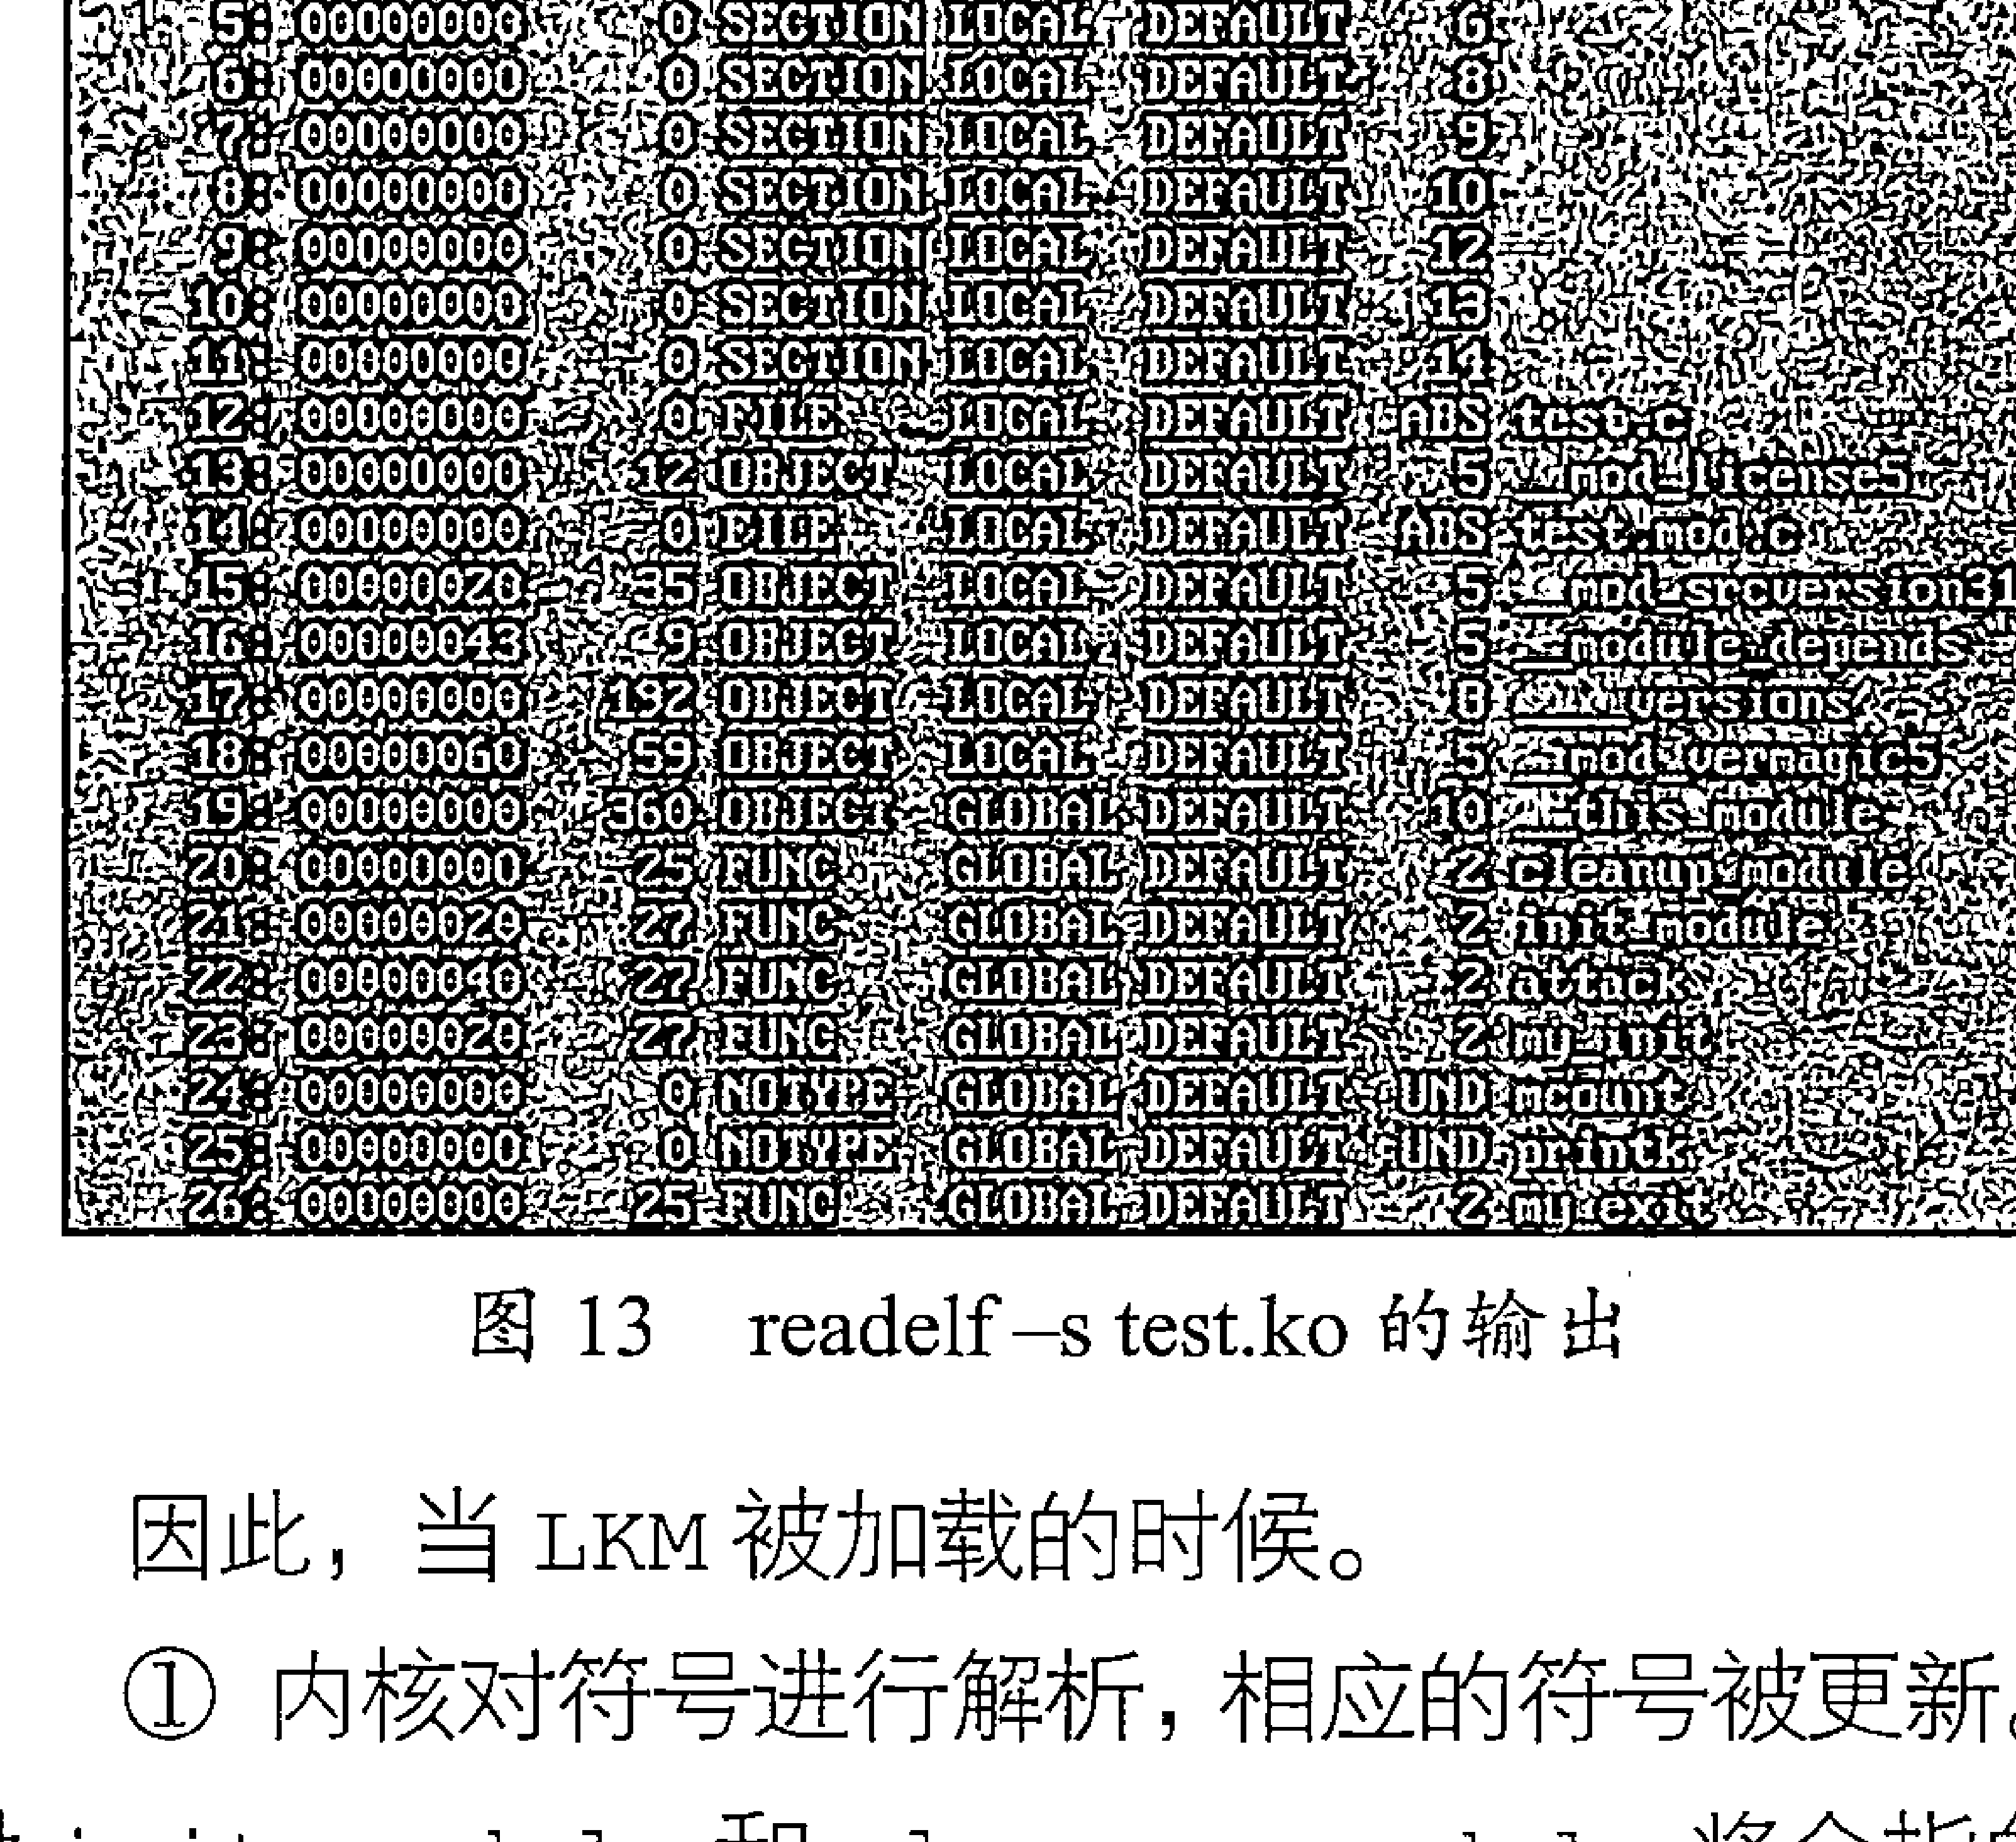 5: 00000000 0 SECTION LOCAL DEFAULT 6
6: 00000000 0 SECTION LOCAL DEFAULT 8
7: 00000000 0 SECTION LOCAL DEFAULT 9
8: 00000000 0 SECTION LOCAL DEFAULT 10
9: 00000000 0 SECTION LOCAL DEFAULT 12
10: 00000000 0 SECTION LOCAL DEFAULT 13
11: 00000000 0 SECTION LOCAL DEFAULT 14
12: 00000000 0 FILE LOCAL DEFAULT ABS test.c
13: 00000000 12 OBJECT LOCAL DEFAULT 5 __mod_license5
14: 00000000 0 FILE LOCAL DEFAULT ABS test.mod.c
15: 00000020 35 OBJECT LOCAL DEFAULT 5 __mod_srcversion31
16: 00000043 9 OBJECT LOCAL DEFAULT 5 __module_depends
17: 00000000 192 OBJECT LOCAL DEFAULT 8 ____versions
18: 00000060 59 OBJECT LOCAL DEFAULT 5 __mod_vermagic5
19: 00000000 360 OBJECT GLOBAL DEFAULT 10 __this_module
20: 00000000 25 FUNC GLOBAL DEFAULT 2 cleanup_module
21: 00000020 27 FUNC GLOBAL DEFAULT 2 init_module
22: 00000040 27 FUNC GLOBAL DEFAULT 2 attack
23: 00000020 27 FUNC GLOBAL DEFAULT 2 my_init
24: 00000000 0 NOTYPE GLOBAL DEFAULT UND mcount
25: 00000000 0 NOTYPE GLOBAL DEFAULT UND printk
26: 00000000 25 FUNC GLOBAL DEFAULT 2 my_exit
图 13 readelf –s test.ko 的输出
因此，当 LKM 被加载的时候。
① 内核对符号进行解析，相应的符号被更新。
和